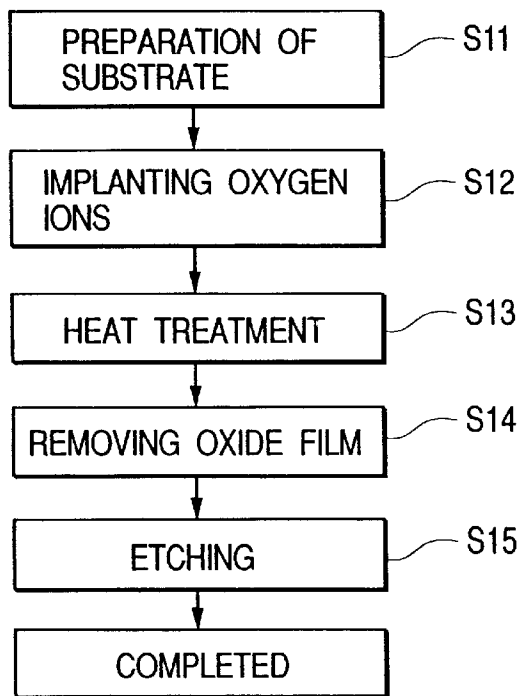 PREPARATION OF
SUBSTRATE
S11
IMPLANTING OXYGEN
IONS
S12
HEAT TREATMENT
S13
REMOVING OXIDE FILM
S14
ETCHING
S15
COMPLETED